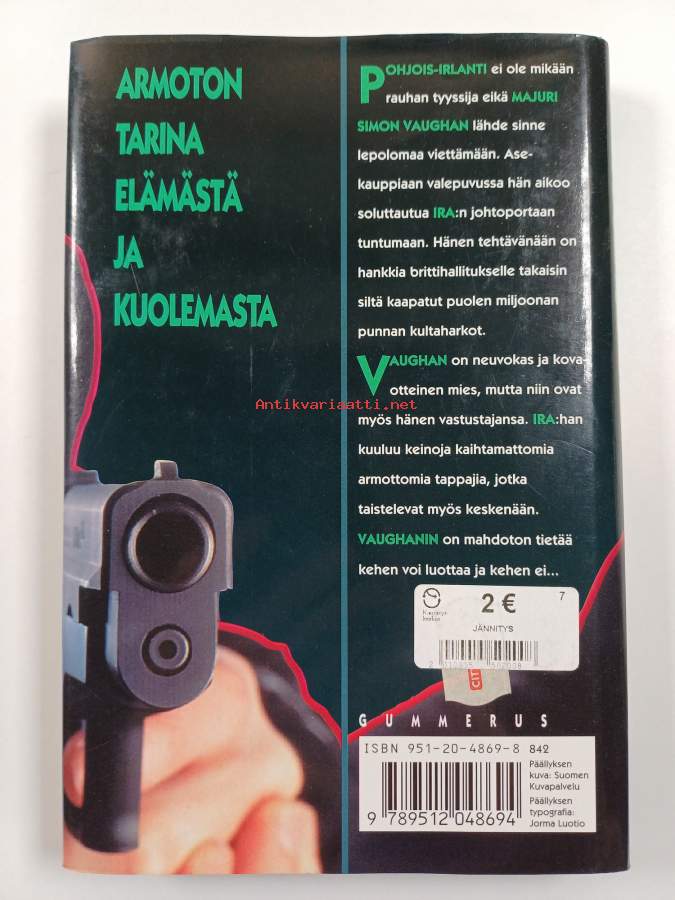 ARMOTON
TARINA
ELÄMÄSTÄ
JA
KUOLEMASTA
POHJOIS-IRLANTI ei ole mikään
rauhan tyyssija eikä MAJURI
SIMON VAUGHAN lähde sinne
lepolomaa viettämään. Ase-
kauppiaan valepuvussa hän aikoo
soluttautua IRA:n johtoportaan
tuntumaan. Hänen tehtävänään on
hankkia brittihallitukselle takaisin
siltä kaapatut puolen miljoonan
punnan kultaharkot.
VAUGHAN on neuvokas ja kova-
otteinen mies, mutta niin ovat
myös hänen vastustajansa. IRA:han
kuuluu keinoja kaihtamattomia
armottomia tappajia, jotka
taistelevat myös keskenään.
VAUGHANIN on mahdoton tietää
kehen voi luottaa ja kehen ei...
Antikvariaatti.net
2 €
7
JÄNNITYS
CIT
GUMMERUS
ISBN 951-20-4869-8 842
9 789512 048694
Päällyksen
kuva: Suomen
Kuvapalvelu
Päällyksen
typografia:
Jorma Luotio